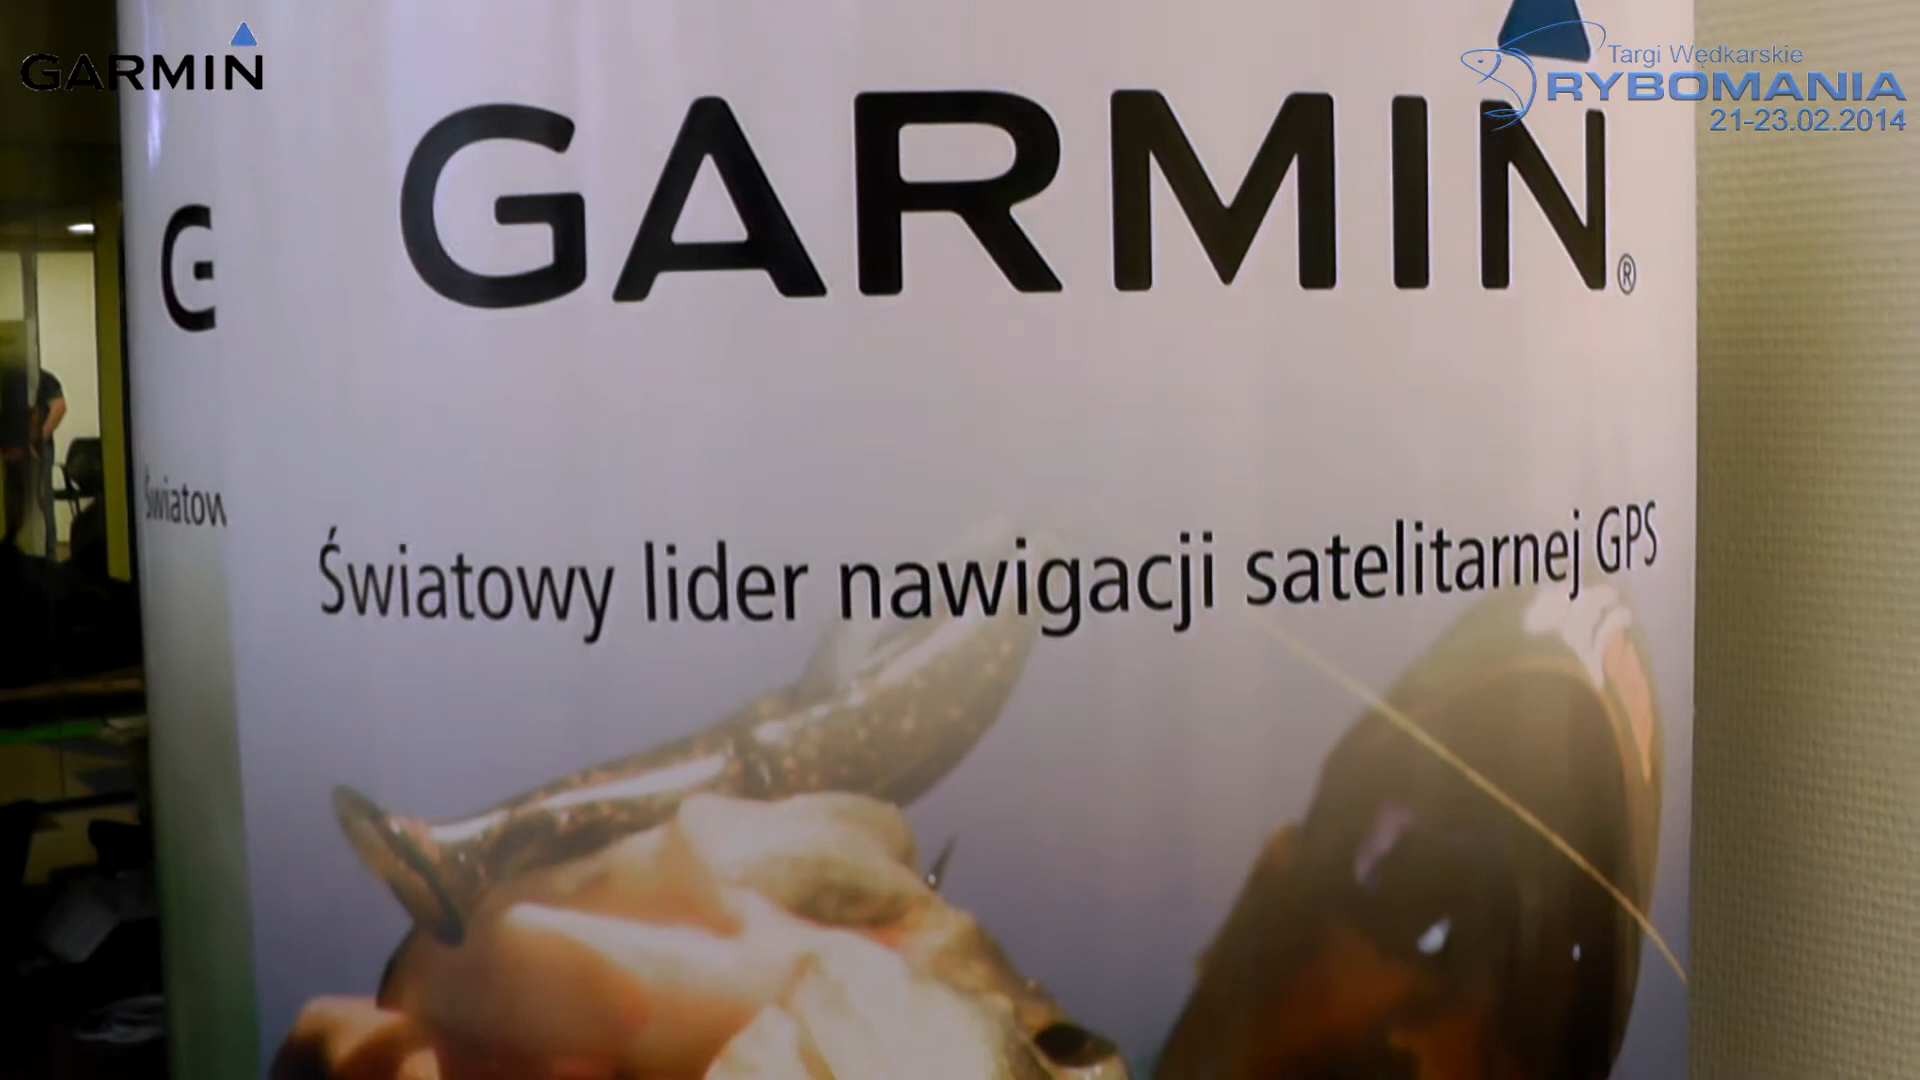 GARMIN
Targi Wędkarskie
RYBOMANIA
21-23.02.2014
GARMIN®
G
Światow
Światowy lider nawigacji satelitarnej GPS